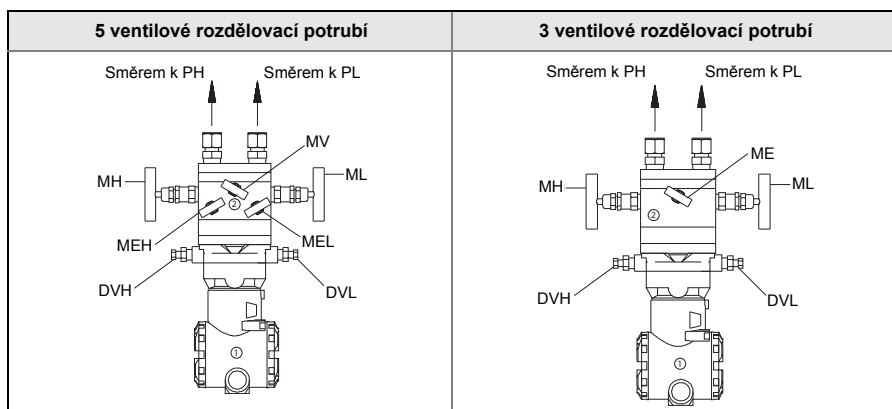 5 ventilové rozdělovací potrubí
3 ventilové rozdělovací potrubí
Směrem k PH
Směrem k PL
MV
MH
ML
②
MEH
MEL
DVH
DVL
①
Směrem k PH
Směrem k PL
ME
MH
ML
②
DVH
DVL
①